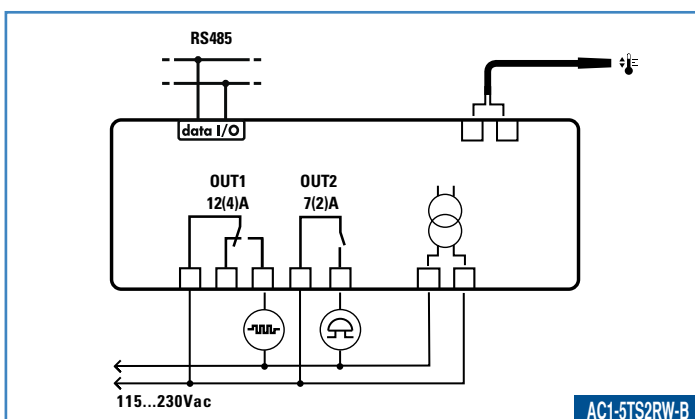 RS485
data I/O
OUT1
12(4)A
OUT2
7(2)A
115...230Vac
AC1-5TS2RW-B